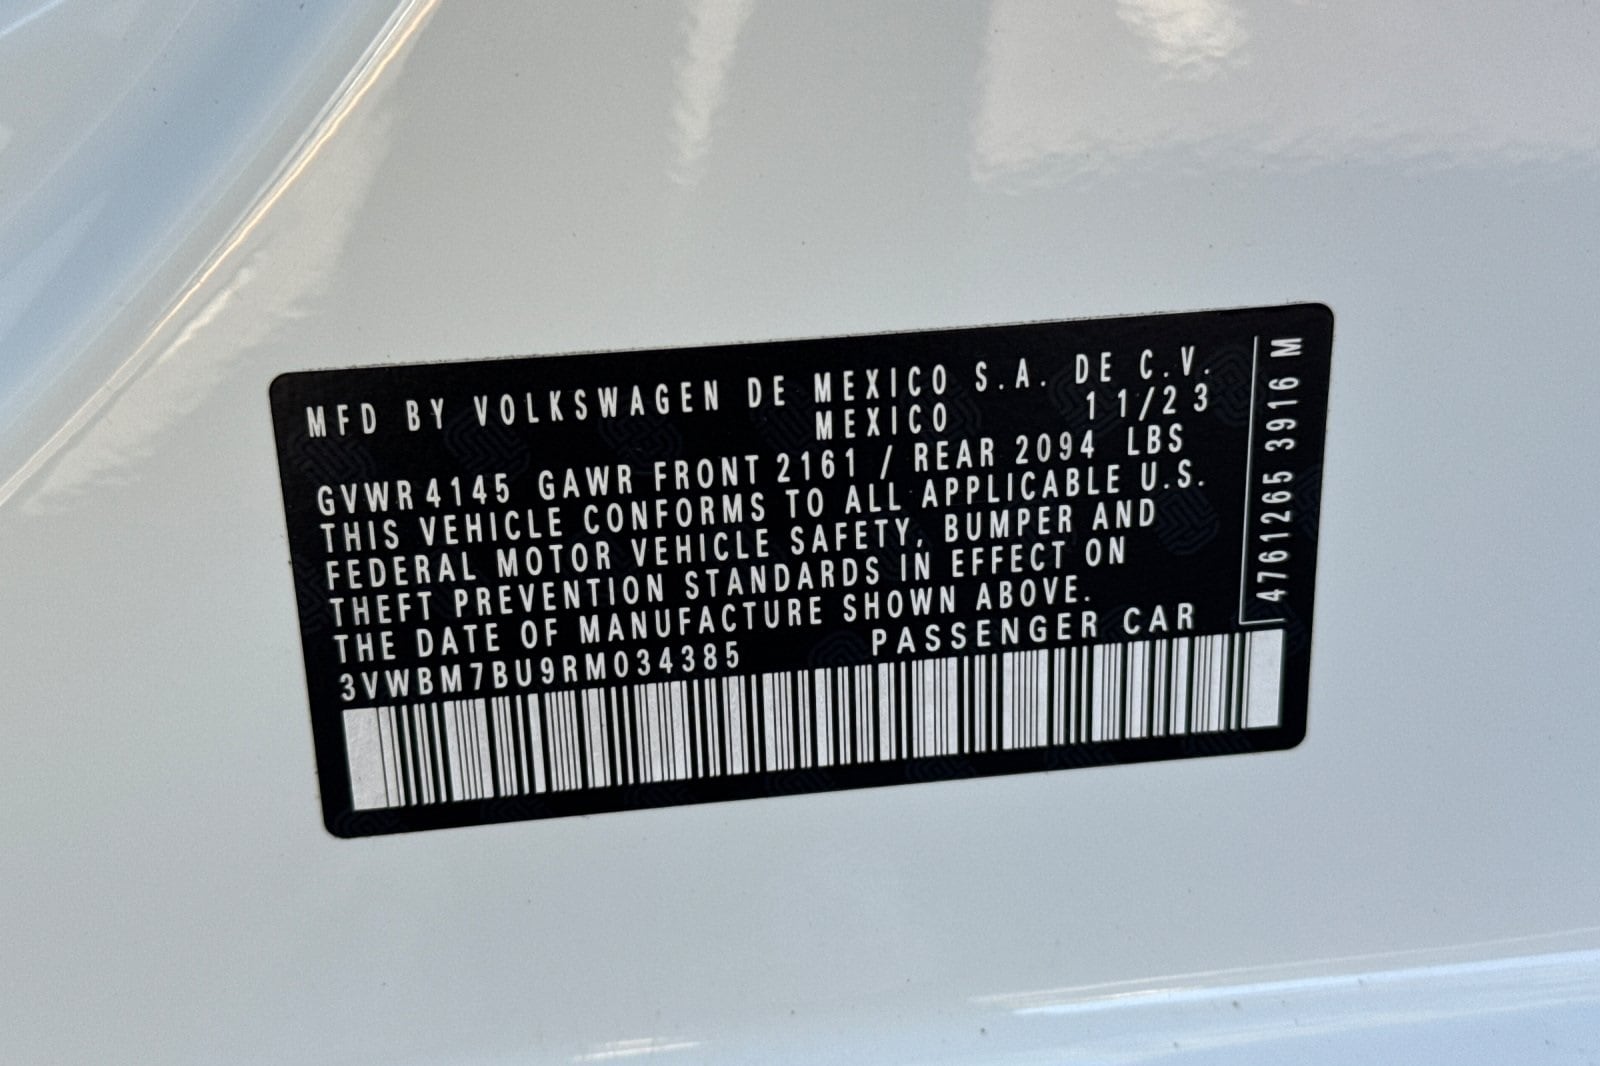 MFD BY VOLKSWAGEN DE MEXICO S.A. DE C.V.
MEXICO 11/23
GVWR 4145 GAWR FRONT 2161 / REAR 2094 LBS
THIS VEHICLE CONFORMS TO ALL APPLICABLE U.S.
FEDERAL MOTOR VEHICLE SAFETY, BUMPER AND
THEFT PREVENTION STANDARDS IN EFFECT ON
THE DATE OF MANUFACTURE SHOWN ABOVE.
3VWBM7BU9RM034385 PASSENGER CAR
4761265 3916 M